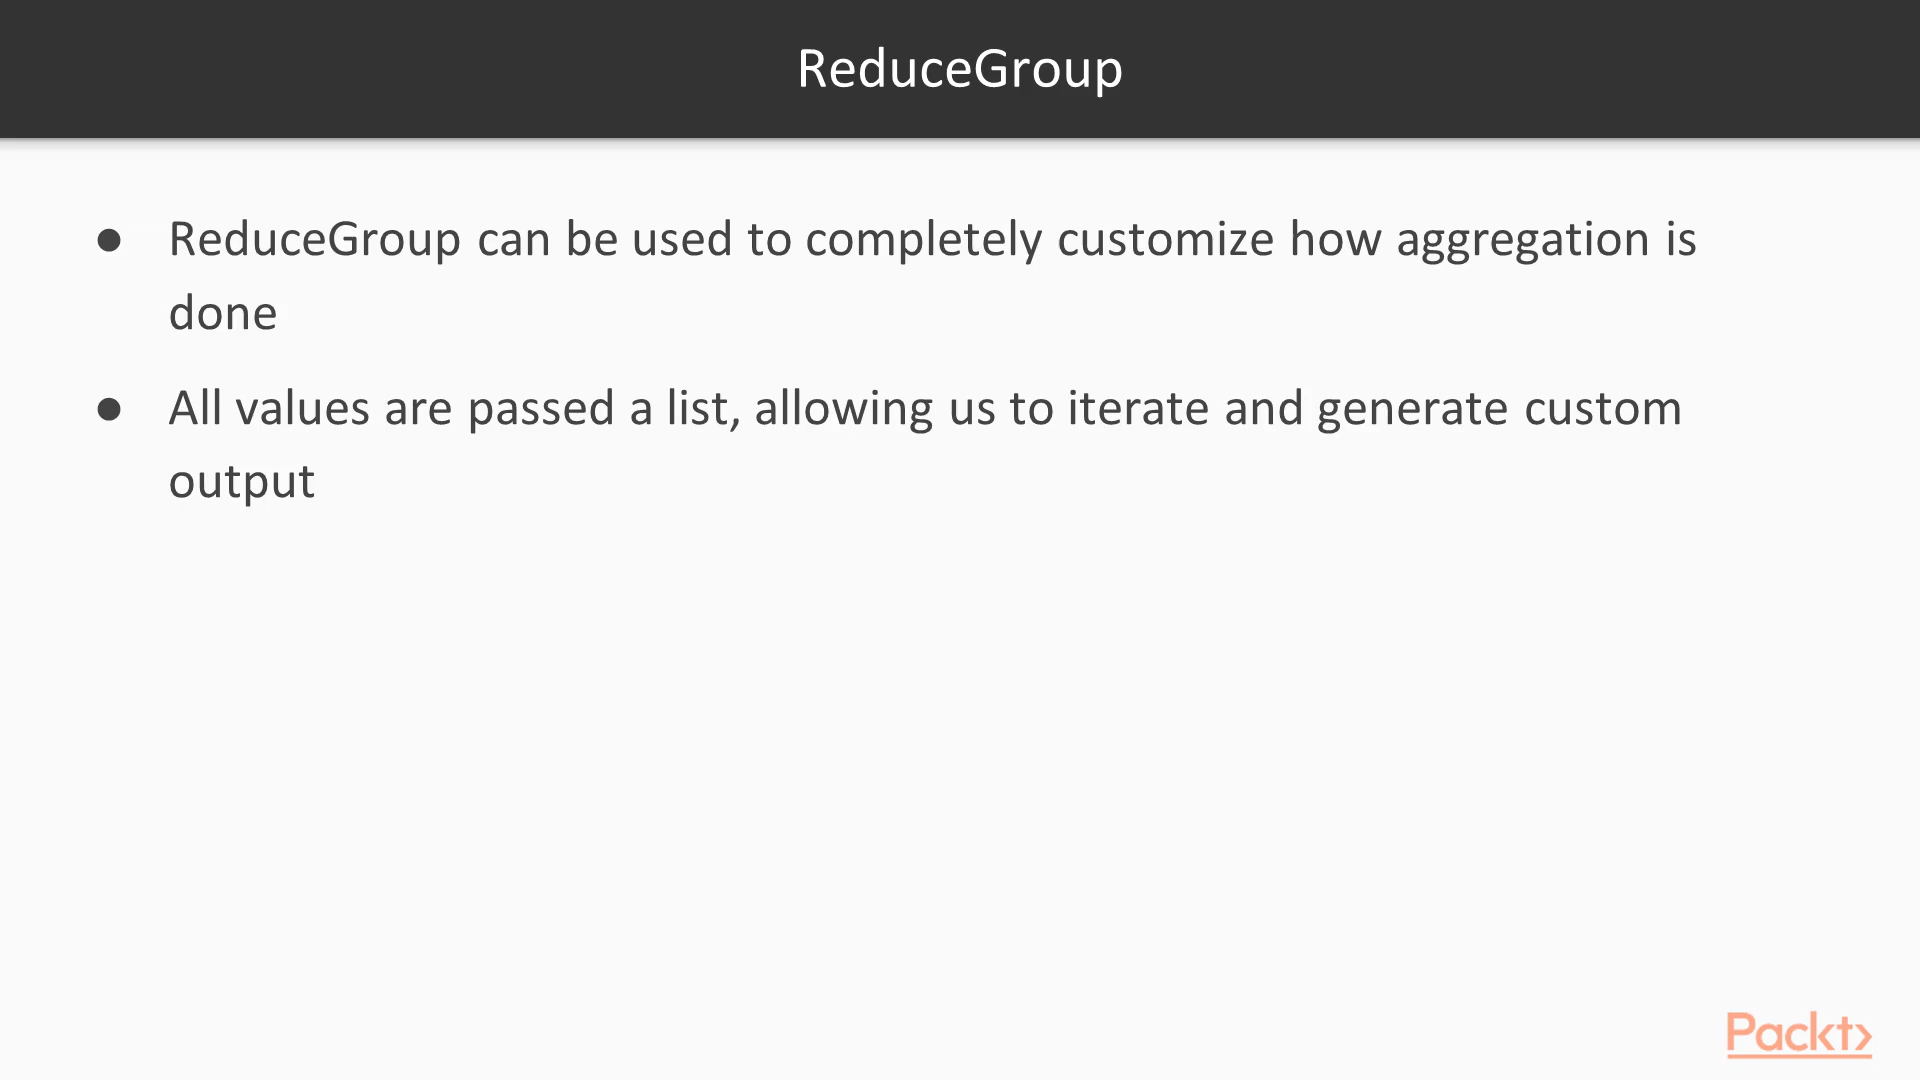 ReduceGroup
● ReduceGroup can be used to completely customize how aggregation is
done
● All values are passed a list, allowing us to iterate and generate custom
output
Packt>